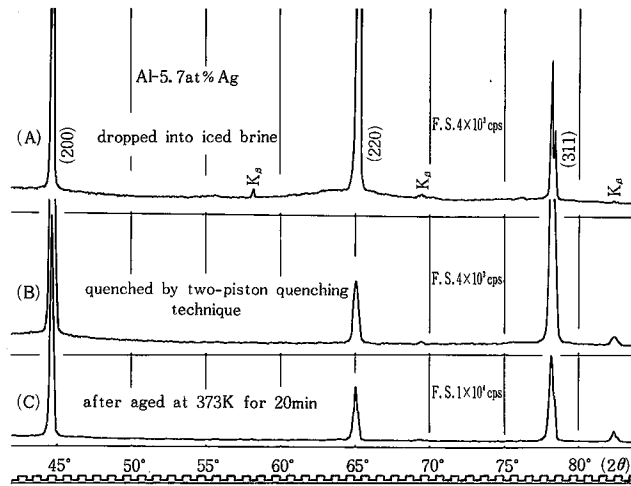 Al-5.7at%Ag
(A)
dropped into iced brine
(200)
Kβ
(220)
Kβ
F.S.4×10³cps
(311)
Kβ
(B)
quenched by two-piston quenching
technique
F.S.4×10³cps
(C)
after aged at 373K for 20min
F.S.1×10⁴cps
45° 50° 55° 60° 65° 70° 75° 80° (2θ)